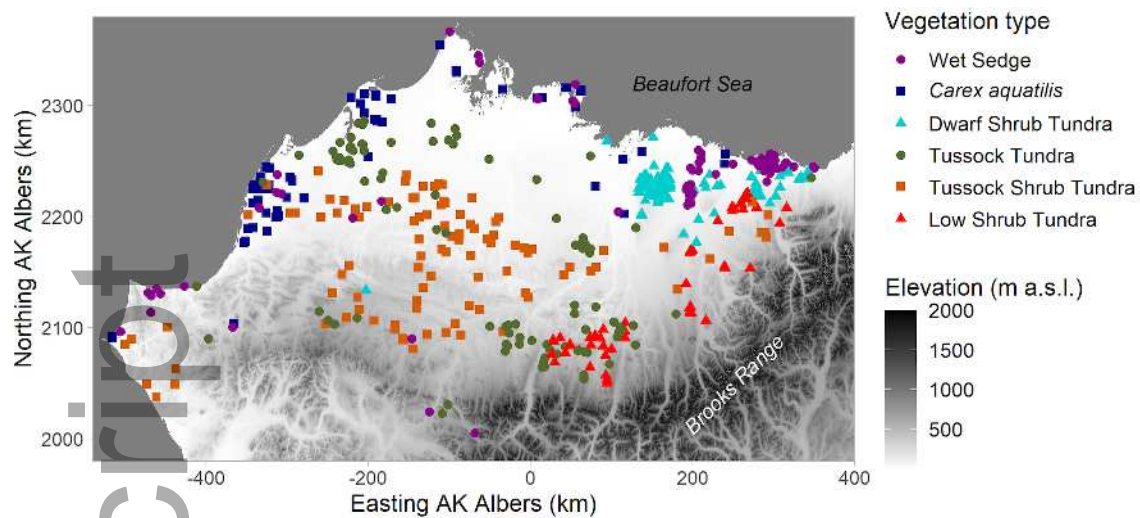 Beaufort Sea
Brooks Range
2300
2200
2100
2000
Northing AK Albers (km)
-400
-200
0
200
400
Easting AK Albers (km)
Vegetation type
Wet Sedge
Carex aquatilis
Dwarf Shrub Tundra
Tussock Tundra
Tussock Shrub Tundra
Low Shrub Tundra
Elevation (m a.s.l.)
2000
1500
1000
500
cript